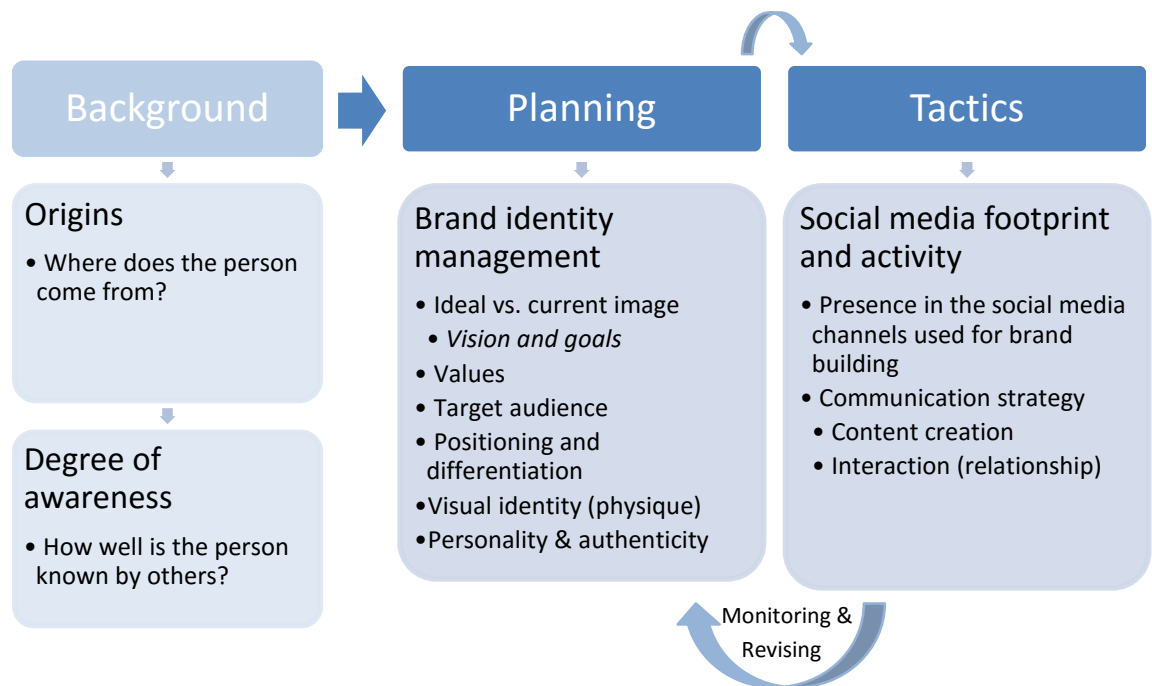 Background
Origins
• Where does the person
come from?
Degree of
awareness
• How well is the person
known by others?
Planning
Brand identity
management
• Ideal vs. current image
• Vision and goals
• Values
• Target audience
• Positioning and
differentiation
•Visual identity (physique)
•Personality & authenticity
Tactics
Social media footprint
and activity
• Presence in the social media
channels used for brand
building
• Communication strategy
• Content creation
• Interaction (relationship)
Monitoring &
Revising